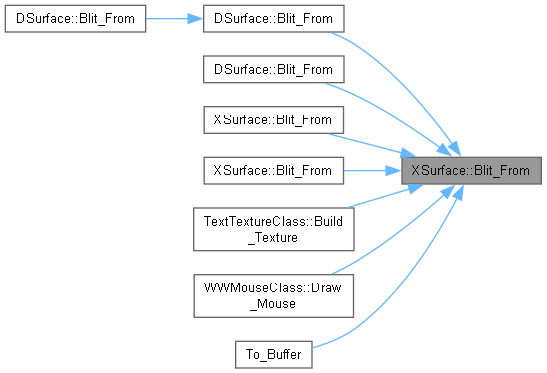 DSurface::Blit_From
DSurface::Blit_From
DSurface::Blit_From
XSurface::Blit_From
XSurface::Blit_From
XSurface::Blit_From
TextTextureClass::Build
_Texture
WWMouseClass::Draw
_Mouse
To_Buffer